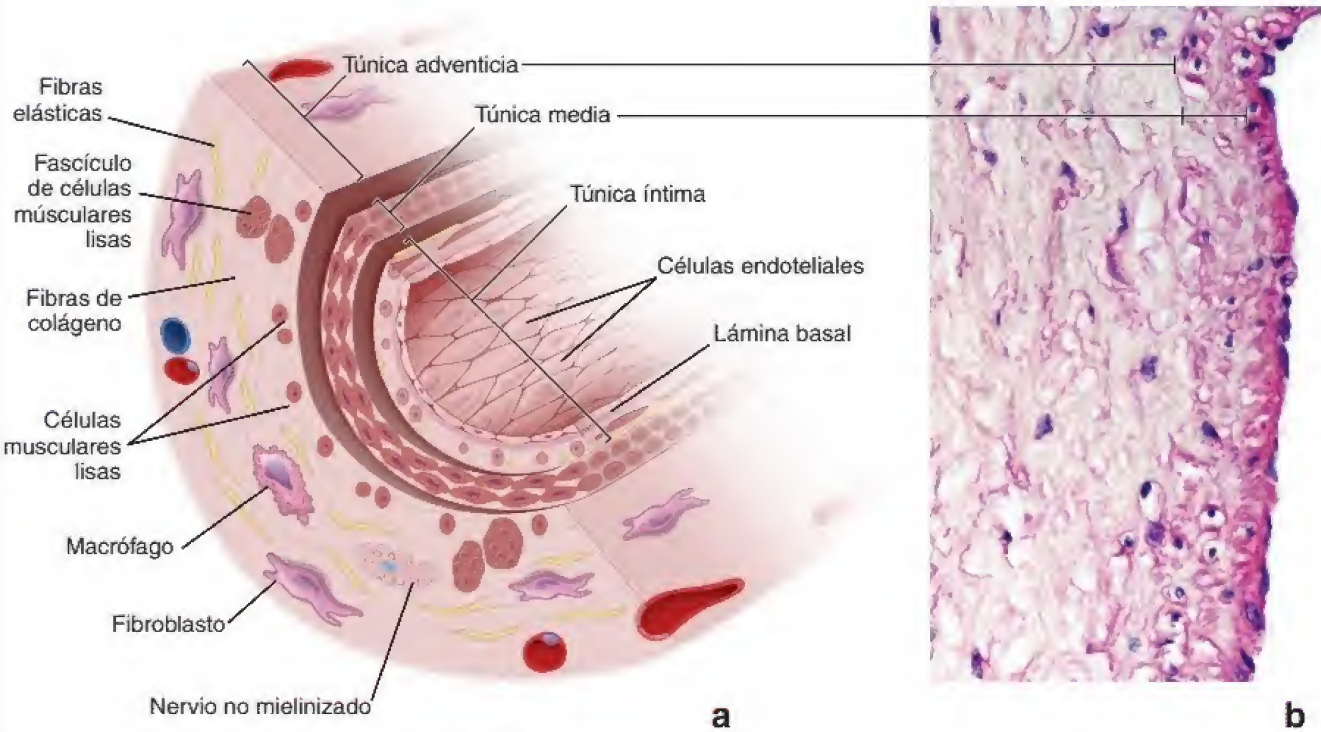 Túnica adventicia
Fibras
elásticas
Túnica media
Fascículo
de células
músculares
lisas
Túnica íntima
Células endoteliales
Fibras de
colágeno
Lámina basal
Células
musculares
lisas
Macrófago
Fibroblasto
Nervio no mielinizado
a
b